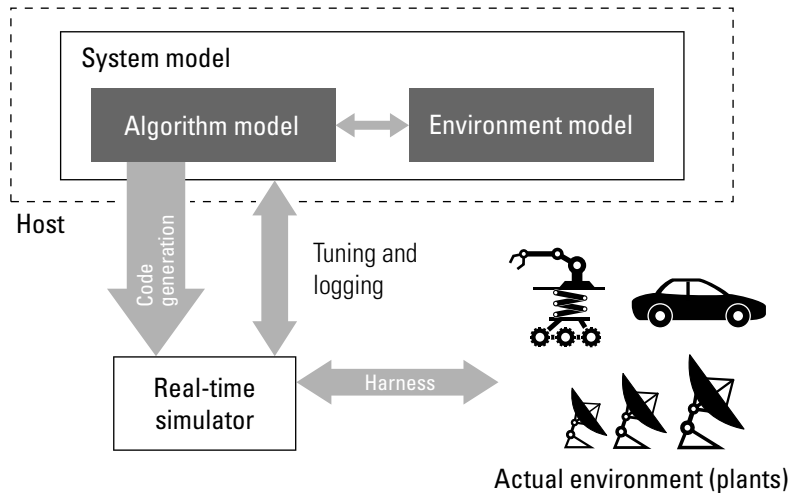 System model
Algorithm model
Environment model
Host
Code
generation
Tuning and
logging
Real-time
simulator
Harness
Actual environment (plants)